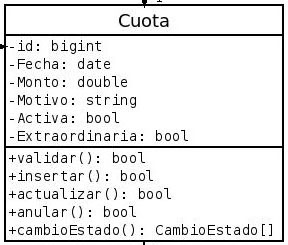 Cuota
-id: bigint
-Fecha: date
-Monto: double
-Motivo: string
-Activa: bool
-Extraordinaria: bool
+validar(): bool
+insertar(): bool
+actualizar(): bool
+anular(): bool
+cambioEstado(): CambioEstado[]